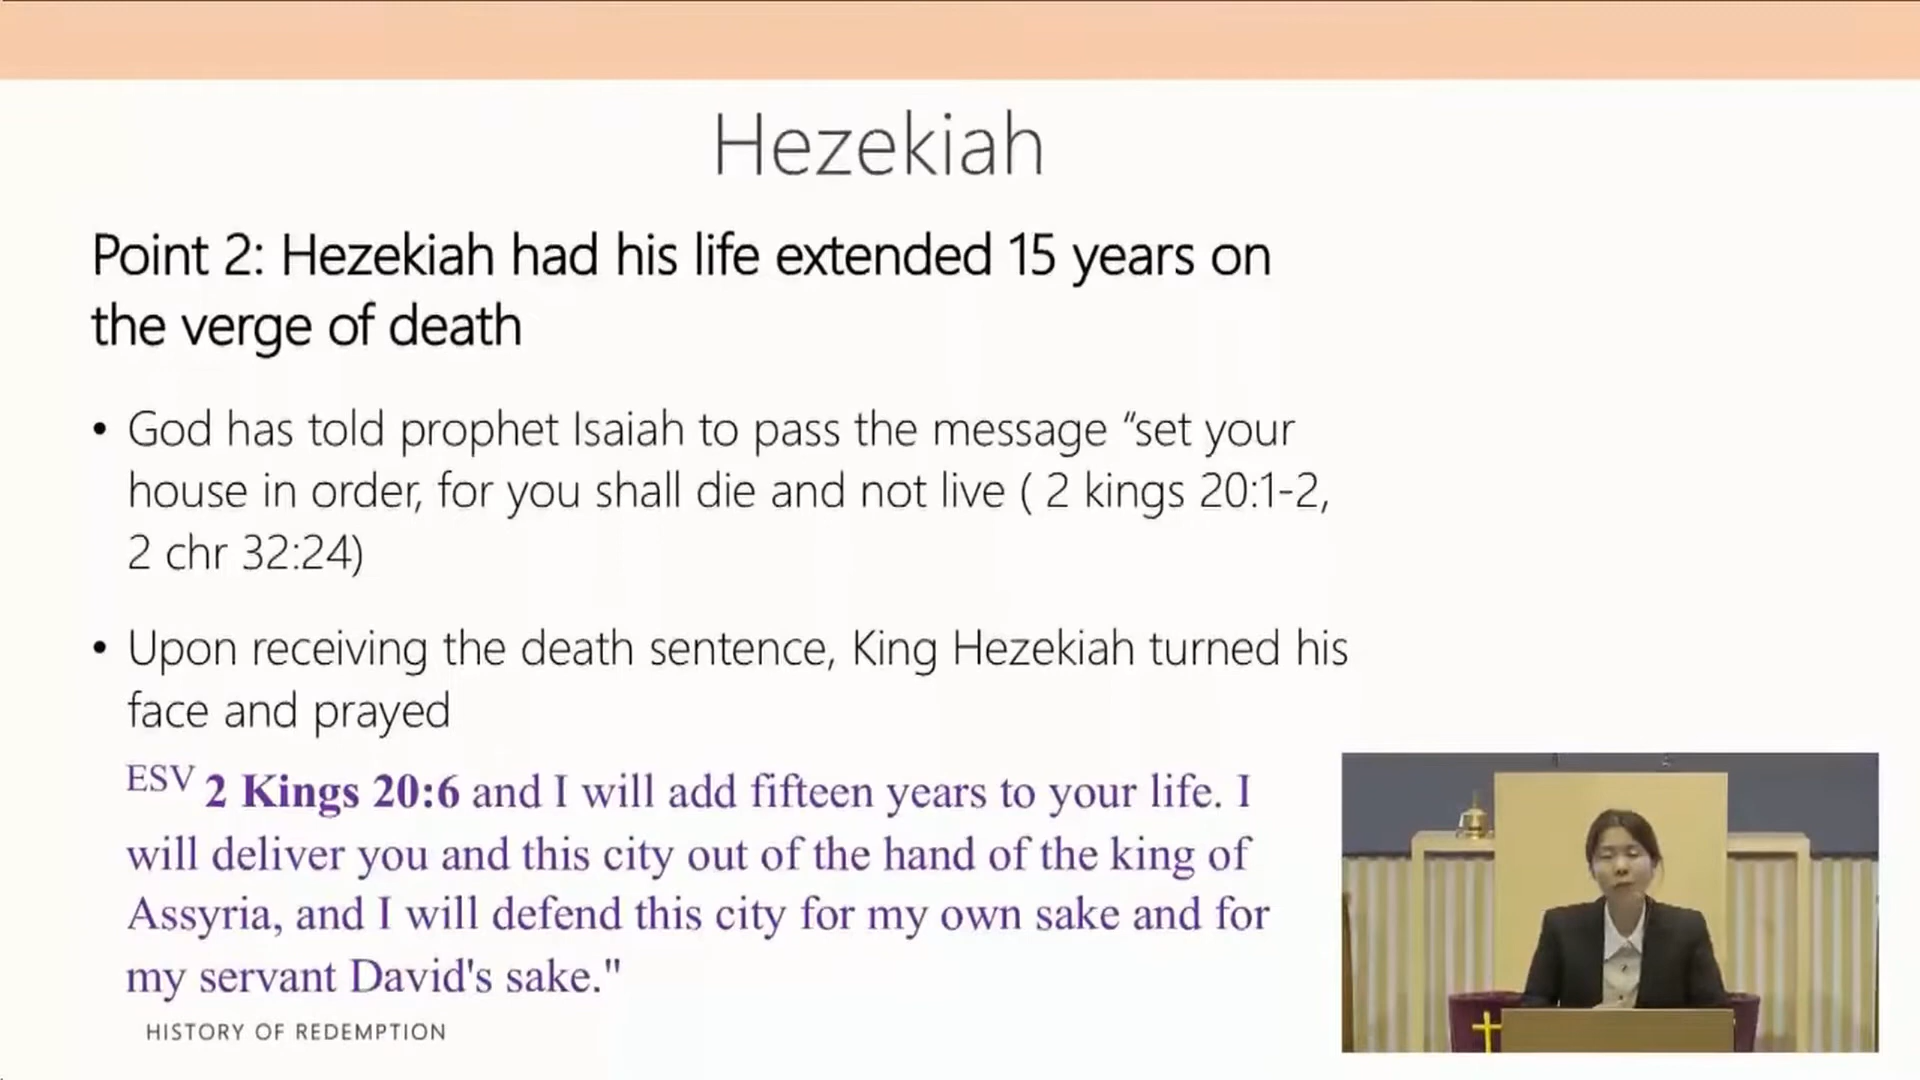 Hezekiah
Point 2: Hezekiah had his life extended 15 years on
the verge of death
• God has told prophet Isaiah to pass the message “set your
house in order, for you shall die and not live ( 2 kings 20:1-2,
2 chr 32:24)
• Upon receiving the death sentence, King Hezekiah turned his
face and prayed
ESV 2 Kings 20:6 and I will add fifteen years to your life. I
will deliver you and this city out of the hand of the king of
Assyria, and I will defend this city for my own sake and for
my servant David's sake."
HISTORY OF REDEMPTION